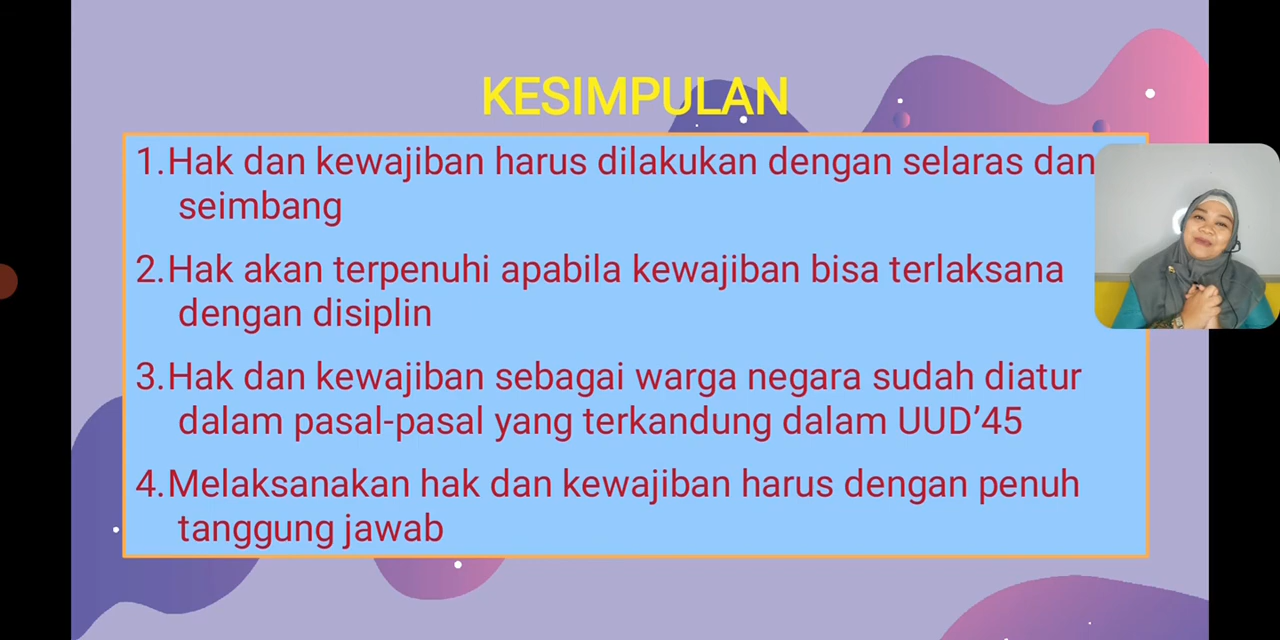 KESIMPULAN
1.Hak dan kewajiban harus dilakukan dengan selaras dan
seimbang
2.Hak akan terpenuhi apabila kewajiban bisa terlaksana
dengan disiplin
3.Hak dan kewajiban sebagai warga negara sudah diatur
dalam pasal-pasal yang terkandung dalam UUD’45
4.Melaksanakan hak dan kewajiban harus dengan penuh
tanggung jawab